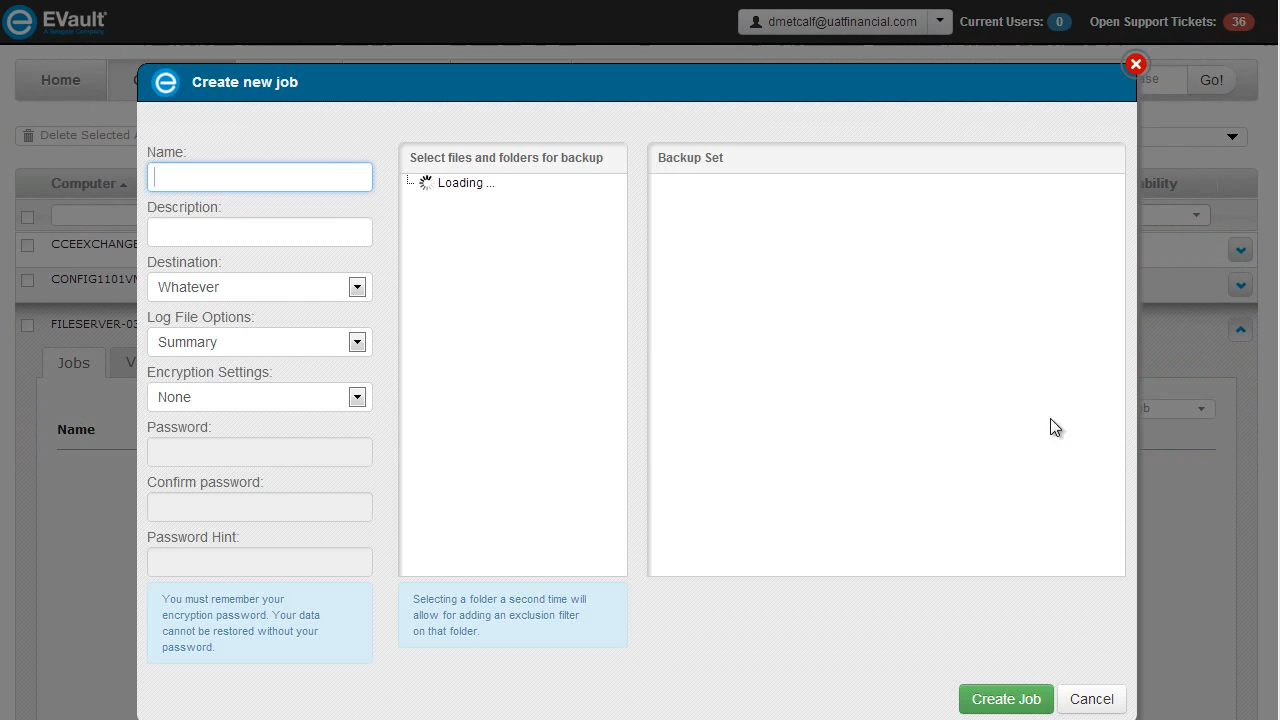 EVault
A Seagate Company
dmetcalf@uatfinancial.com
Current Users: 0
Open Support Tickets: 36
Home
Go!
Create new job
Delete Selected
Computer
CCEEXCHANGE
CONFIG1101VM
FILESERVER-03
Jobs
Name
Name:
Description:
Destination:
Whatever
Log File Options:
Summary
Encryption Settings:
None
Password:
Confirm password:
Password Hint:
You must remember your
encryption password. Your data
cannot be restored without your
password.
Select files and folders for backup
Loading ...
Selecting a folder a second time will
allow for adding an exclusion filter
on that folder.
Backup Set
Create Job
Cancel